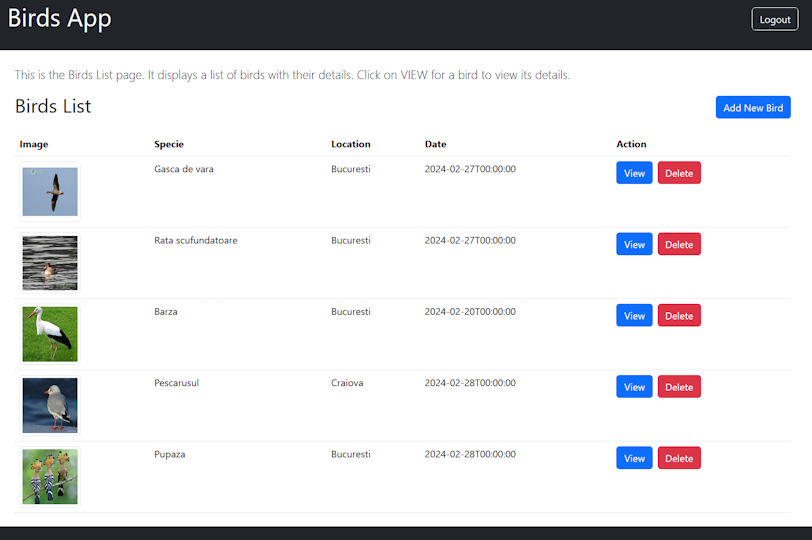 Birds App
Logout
This is the Birds List page. It displays a list of birds with their details. Click on VIEW for a bird to view its details.
Birds List
Add New Bird
Image Specie Location Date Action
Gasca de vara Bucuresti 2024-02-27T00:00:00 View Delete
Rata scufundatoare Bucuresti 2024-02-27T00:00:00 View Delete
Barza Bucuresti 2024-02-20T00:00:00 View Delete
Pescarusul Craiova 2024-02-28T00:00:00 View Delete
Pupaza Bucuresti 2024-02-28T00:00:00 View Delete